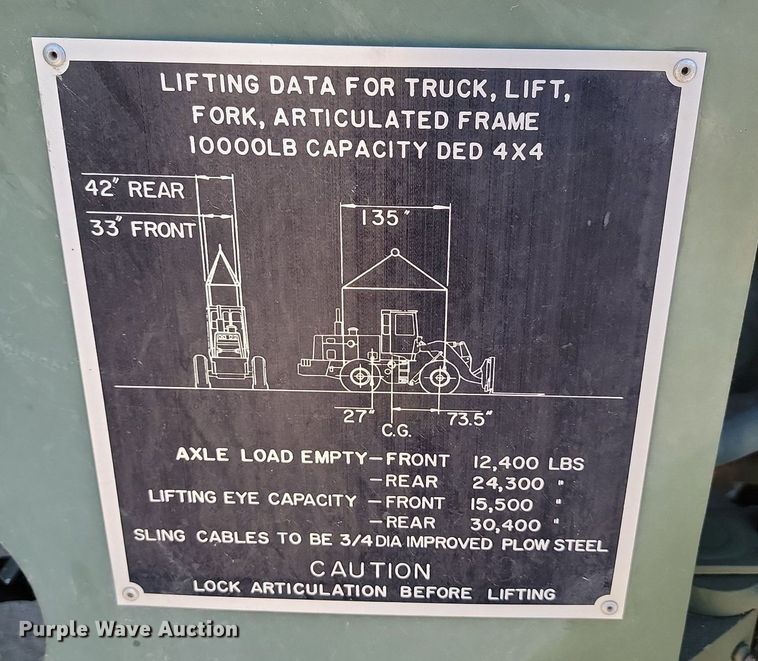 LIFTING DATA FOR TRUCK, LIFT,
FORK, ARTICULATED FRAME
10000LB CAPACITY DED 4X4
42" REAR
33" FRONT
135"
27"
73.5"
C.G.
AXLE LOAD EMPTY – FRONT 12,400 LBS
– REAR 24,300 "
LIFTING EYE CAPACITY – FRONT 15,500 "
– REAR 30,400 "
SLING CABLES TO BE 3/4 DIA IMPROVED PLOW STEEL
CAUTION
LOCK ARTICULATION BEFORE LIFTING
Purple Wave Auction